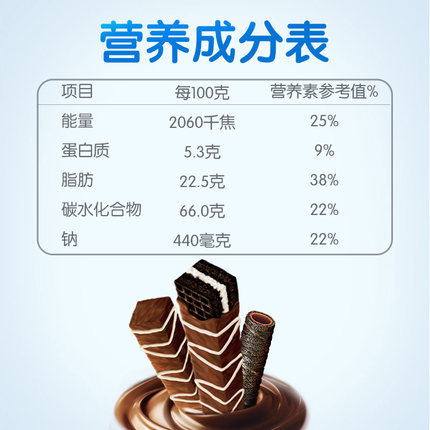 营养成分表
项目 每100克 营养素参考值%
能量 2060千焦 25%
蛋白质 5.3克 9%
脂肪 22.5克 38%
碳水化合物 66.0克 22%
钠 440毫克 22%